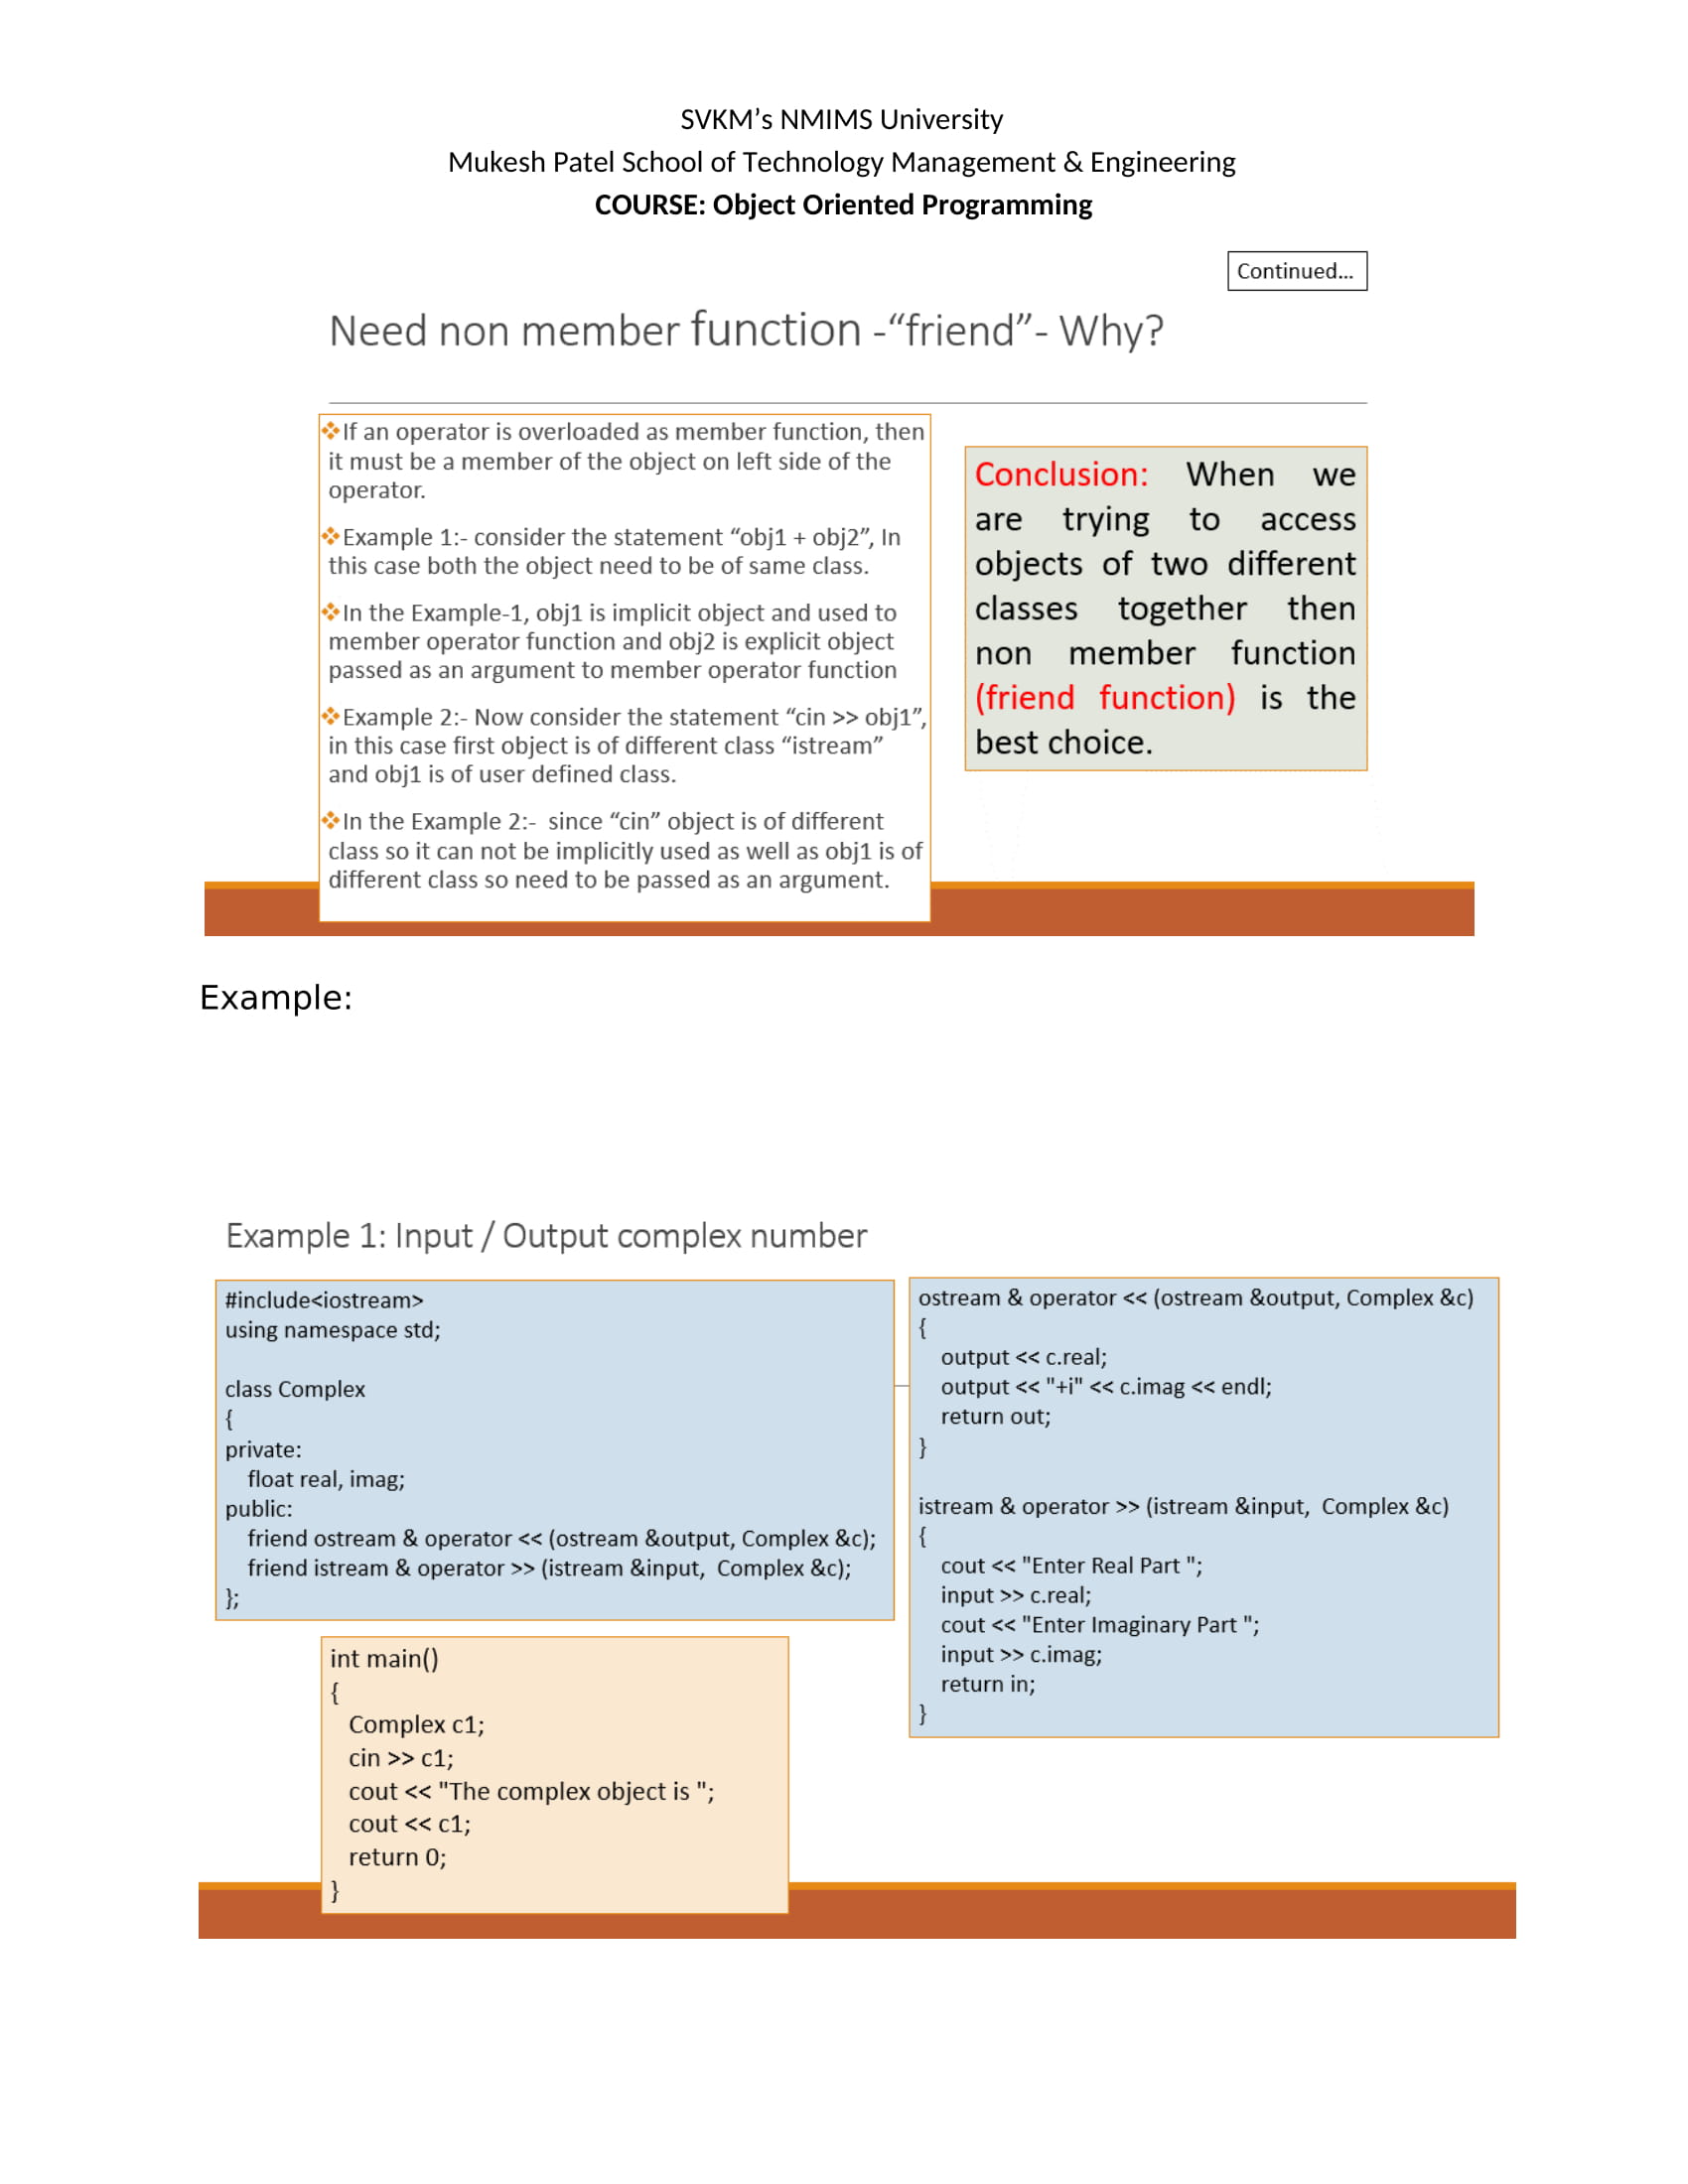 SVKM’s NMIMS University
Mukesh Patel School of Technology Management & Engineering
COURSE: Object Oriented Programming
Continued...
Need non member function -“friend”- Why?
❖If an operator is overloaded as member function, then
it must be a member of the object on left side of the
operator.
❖Example 1:- consider the statement “obj1 + obj2”, In
this case both the object need to be of same class.
❖In the Example-1, obj1 is implicit object and used to
member operator function and obj2 is explicit object
passed as an argument to member operator function
❖Example 2:- Now consider the statement “cin >> obj1”,
in this case first object is of different class “istream”
and obj1 is of user defined class.
❖In the Example 2:-  since “cin” object is of different
class so it can not be implicitly used as well as obj1 is of
different class so need to be passed as an argument.
Conclusion: When we
are trying to access
objects of two different
classes together then
non member function
(friend function) is the
best choice.
Example:
Example 1: Input / Output complex number
#include<iostream>
using namespace std;
class Complex
{
private:
float real, imag;
public:
friend ostream & operator << (ostream &output, Complex &c);
friend istream & operator >> (istream &input,  Complex &c);
};
int main()
{
Complex c1;
cin >> c1;
cout << "The complex object is ";
cout << c1;
return 0;
}
ostream & operator << (ostream &output, Complex &c)
{
output << c.real;
output << "+i" << c.imag << endl;
return out;
}
istream & operator >> (istream &input,  Complex &c)
{
cout << "Enter Real Part ";
input >> c.real;
cout << "Enter Imaginary Part ";
input >> c.imag;
return in;
}